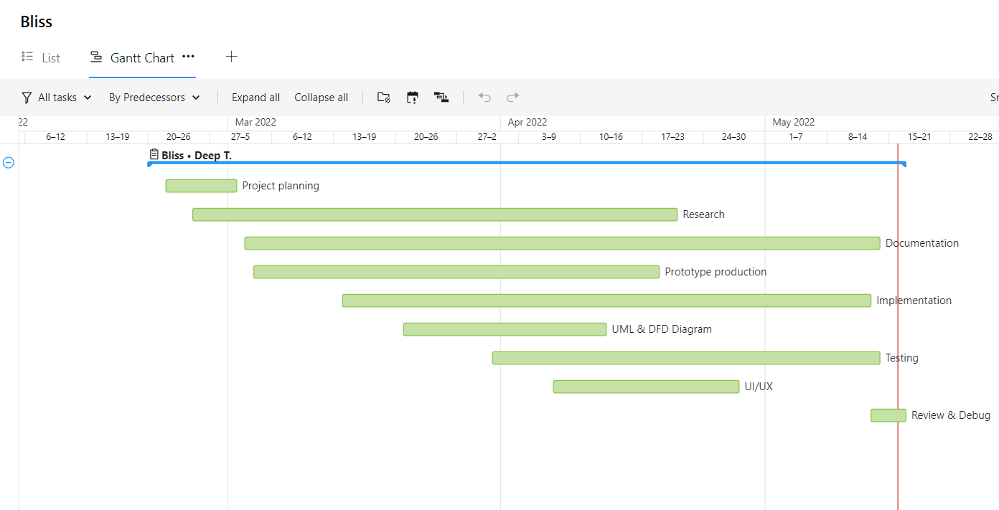 Bliss
List Gantt Chart
All tasks By Predecessors Expand all Collapse all
22 Mar 2022 Apr 2022 May 2022
6–12 13–19 20–26 27–5 6–12 13–19 20–26 27–2 3–9 10–16 17–23 24–30 1–7 8–14 15–21 22–28
Bliss • Deep T.
Project planning
Research
Documentation
Prototype production
Implementation
UML & DFD Diagram
Testing
UI/UX
Review & Debug